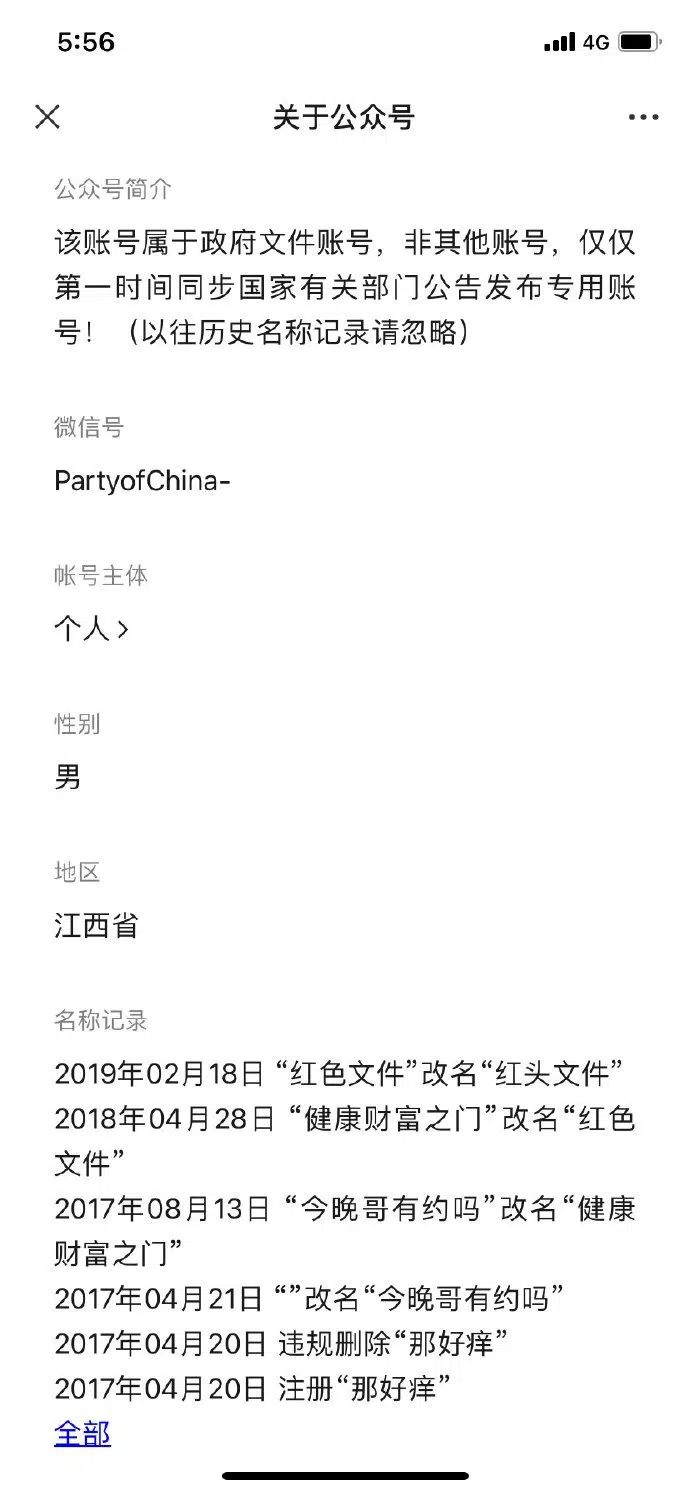 5:56
4G
关于公众号
公众号简介
该账号属于政府文件账号，非其他账号，仅仅
第一时间同步国家有关部门公告发布专用账
号！（以往历史名称记录请忽略）
微信号
PartyofChina-
帐号主体
个人
性别
男
地区
江西省
名称记录
2019年02月18日 “红色文件”改名“红头文件”
2018年04月28日 “健康财富之门”改名“红色
文件”
2017年08月13日 “今晚哥有约吗”改名“健康
财富之门”
2017年04月21日 “”改名“今晚哥有约吗”
2017年04月20日 违规删除“那好痒”
2017年04月20日 注册“那好痒”
全部